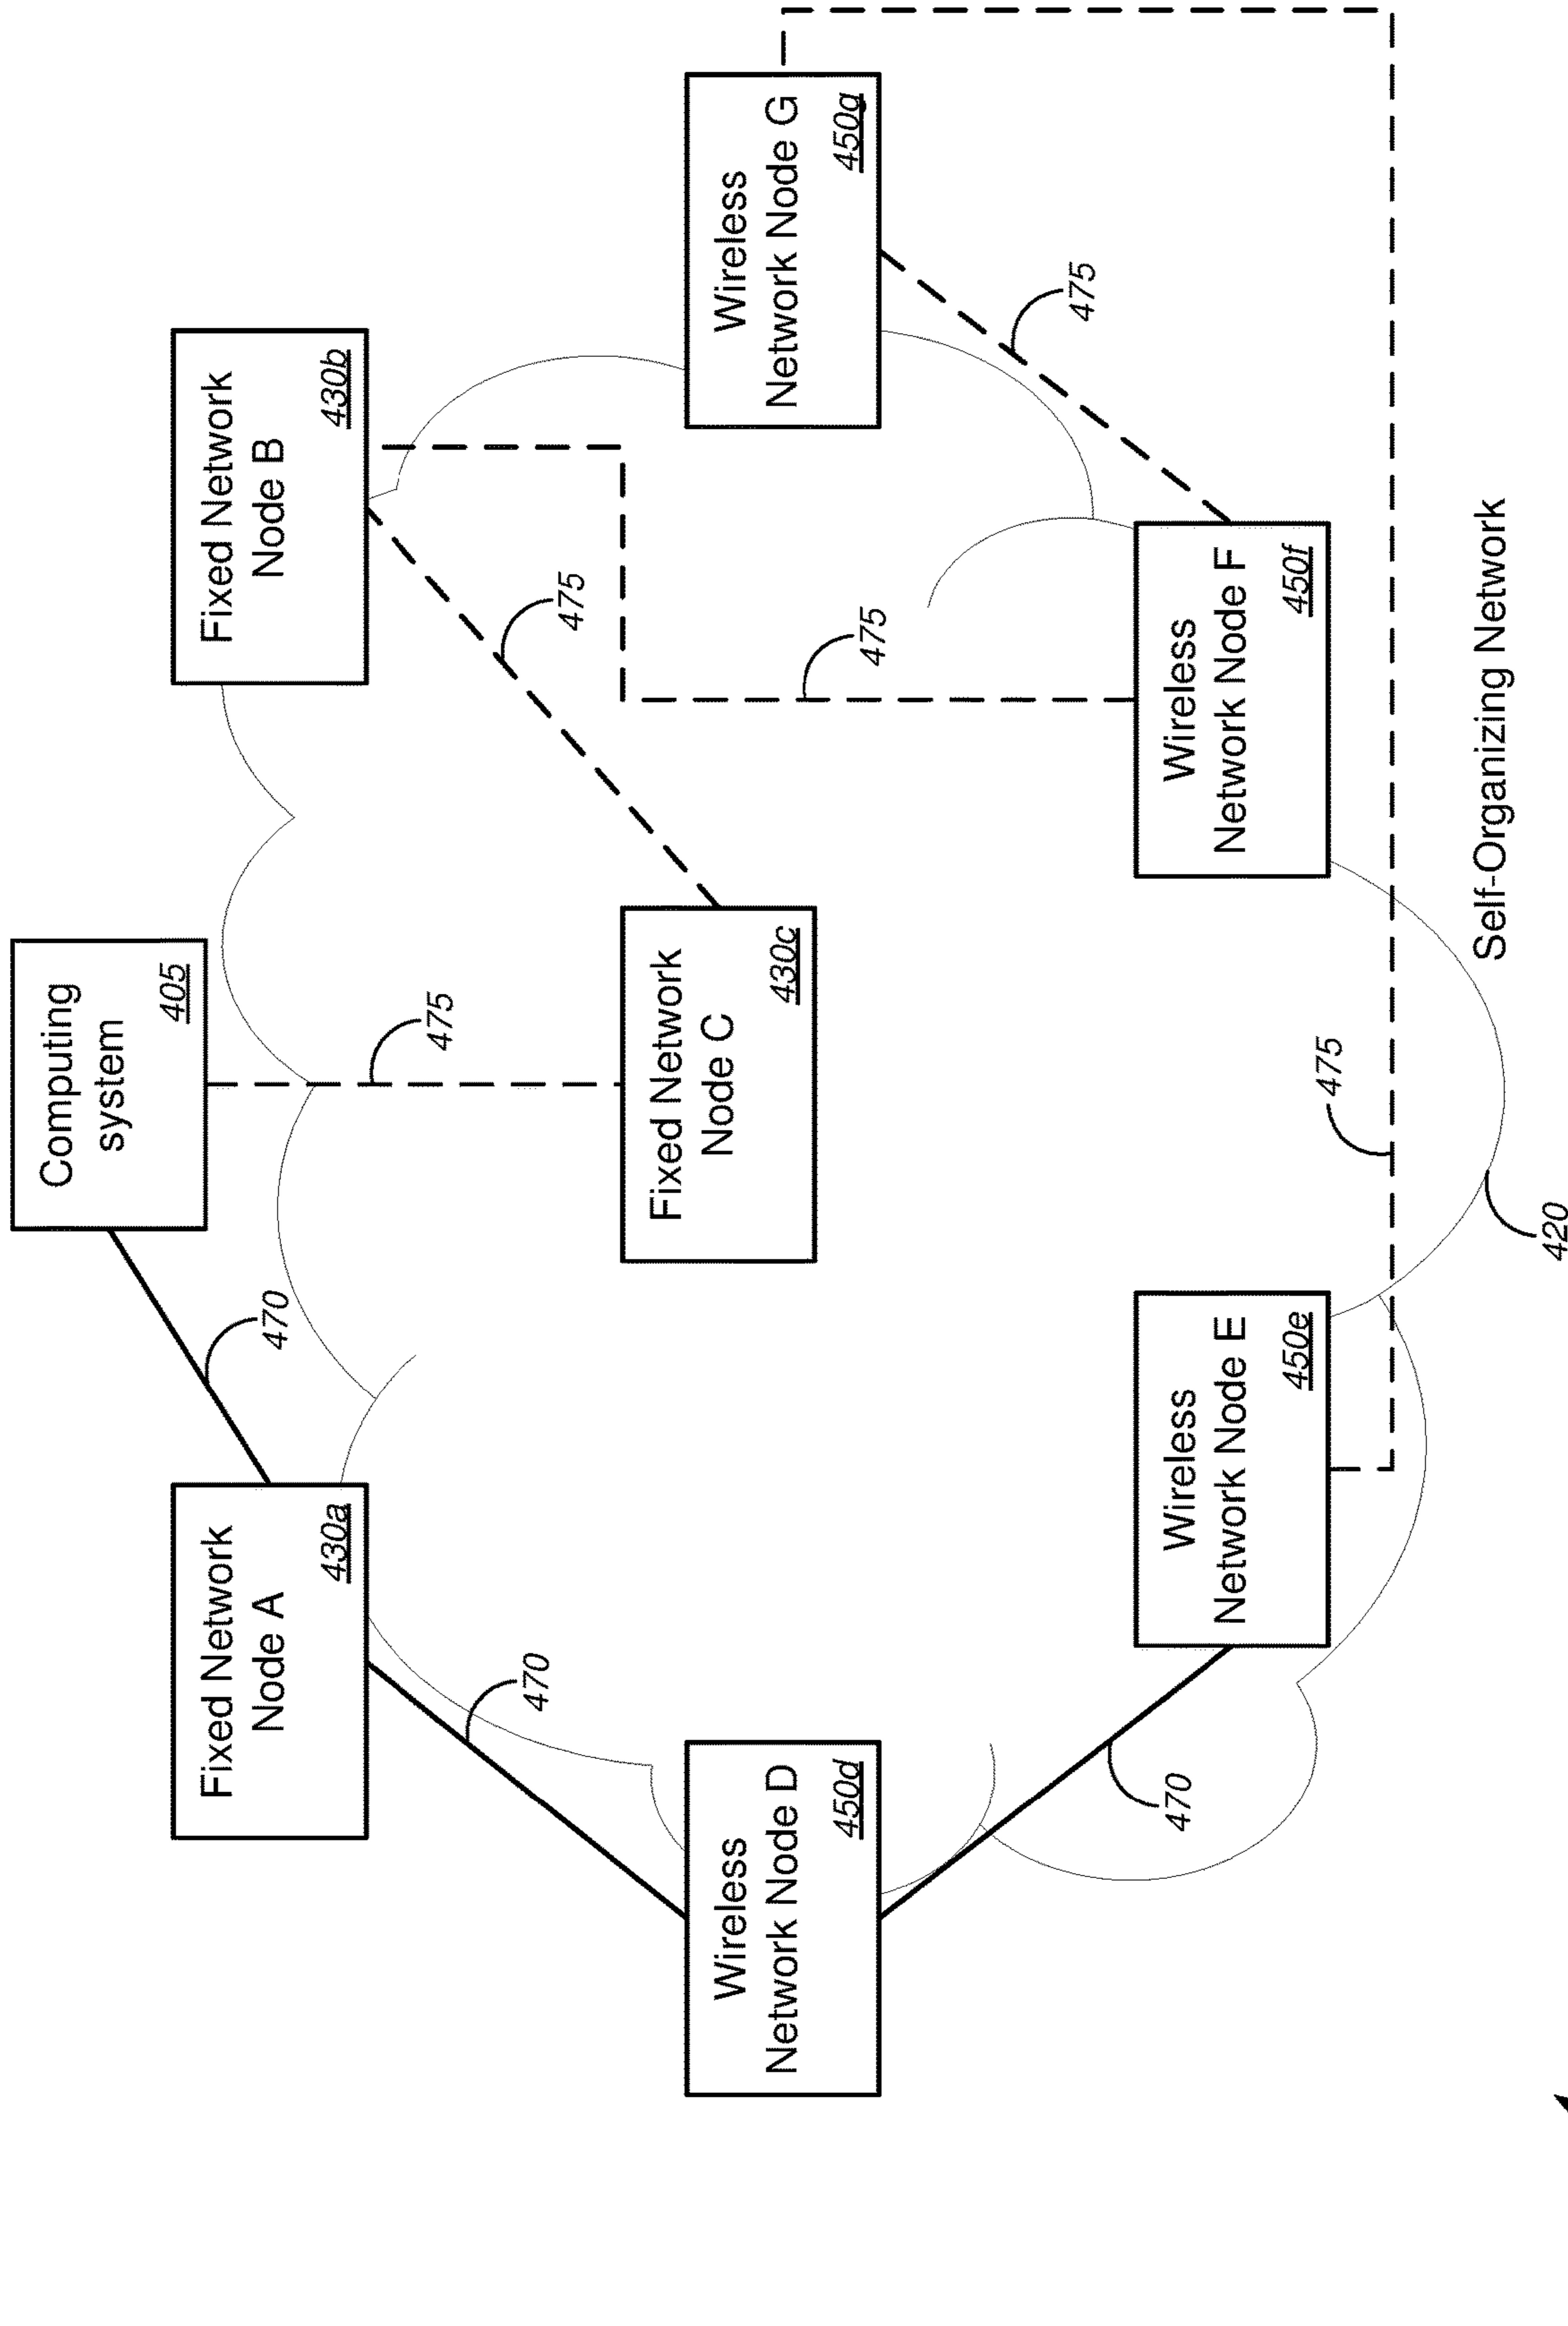 Computing
system
405
470
Fixed Network
Node A
430a
475
Fixed Network
Node B
430b
470
475
Fixed Network
Node C
430c
475
Wireless
Network Node D
450d
Wireless
Network Node G
450g
470
475
Wireless
Network Node E
450e
Wireless
Network Node F
450f
475
420
Self-Organizing Network